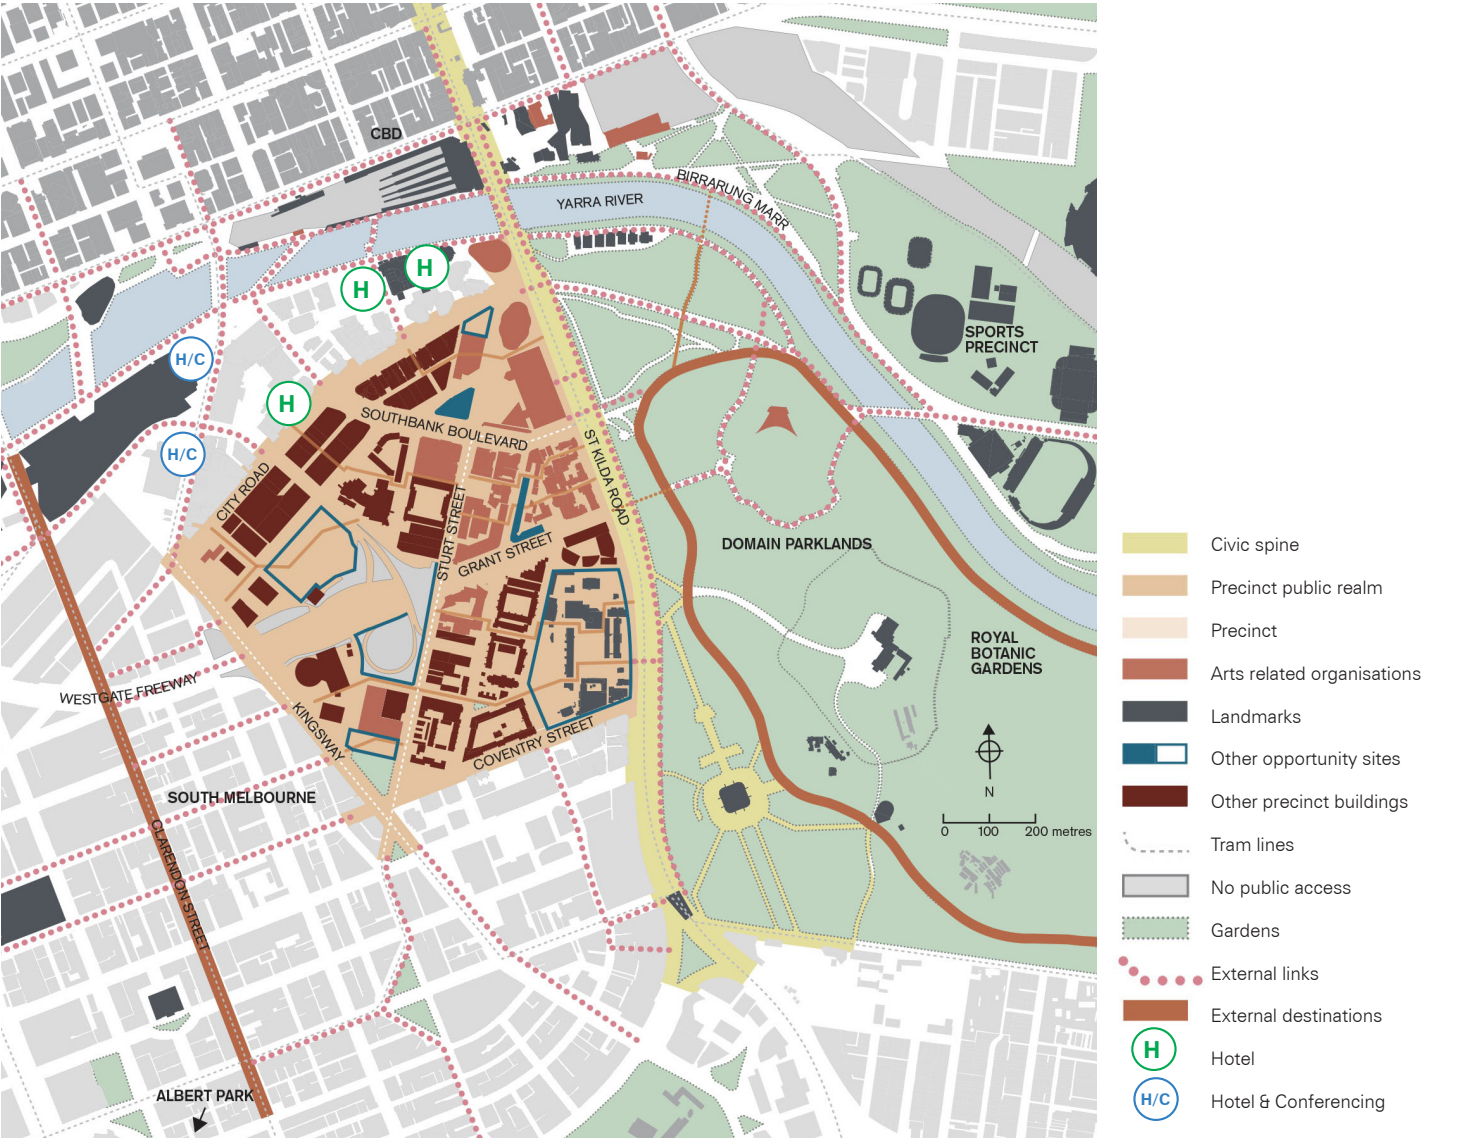 CBD
BIRRARUNG MARR
YARRA RIVER
H
H
H/C
SPORTS
PRECINCT
H
SOUTHBANK BOULEVARD
H/C
ST KILDA ROAD
CITY ROAD
STURT STREET
GRANT STREET
DOMAIN PARKLANDS
ROYAL
BOTANIC
GARDENS
WESTGATE FREEWAY
KINGSWAY
COVENTRY STREET
SOUTH MELBOURNE
CLARENDON STREET
N
0 100 200 metres
ALBERT PARK
Civic spine
Precinct public realm
Precinct
Arts related organisations
Landmarks
Other opportunity sites
Other precinct buildings
Tram lines
No public access
Gardens
External links
External destinations
H Hotel
H/C Hotel & Conferencing